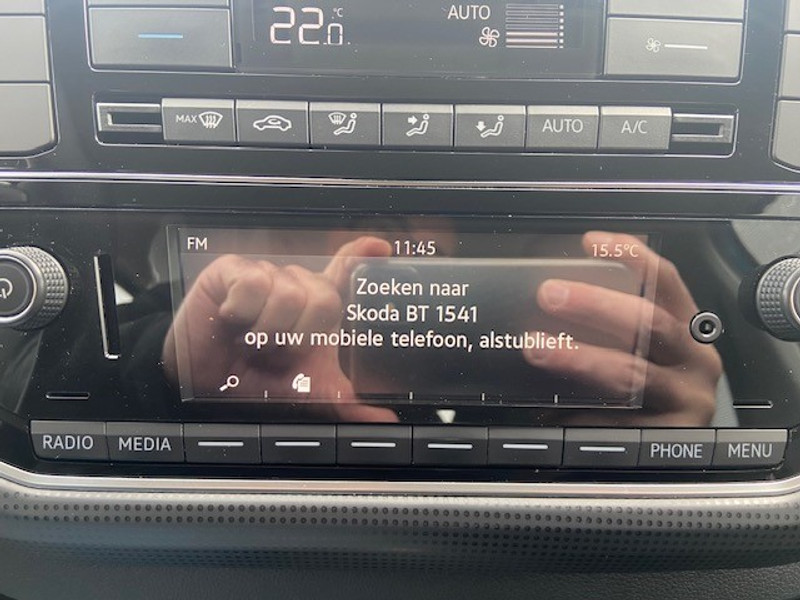 22.0 °C
AUTO
MAX
AUTO
A/C
FM 11:45 15.5°C
Zoeken naar
Skoda BT 1541
op uw mobiele telefoon, alstublieft.
RADIO MEDIA PHONE MENU